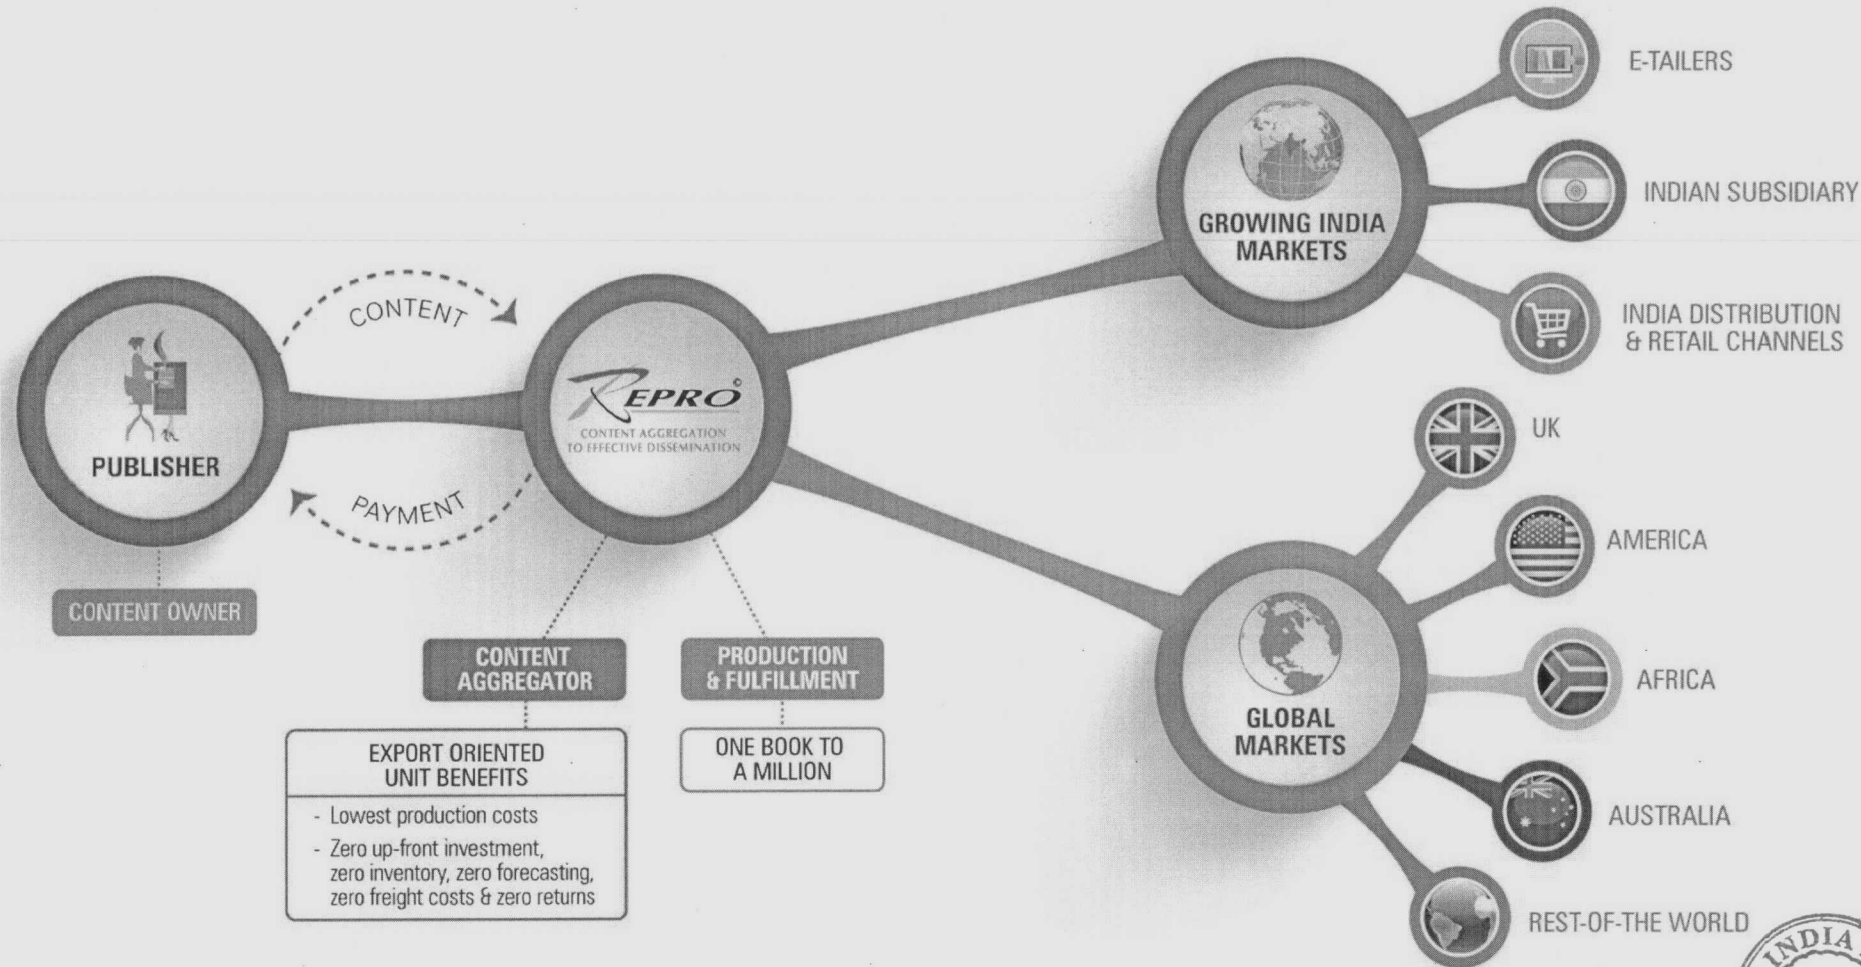 E-TAILERS
INDIAN SUBSIDIARY
GROWING INDIA
MARKETS
INDIA DISTRIBUTION
& RETAIL CHANNELS
CONTENT
REPRO©
CONTENT AGGREGATION
TO EFFECTIVE DISSEMINATION
PUBLISHER
PAYMENT
CONTENT OWNER
CONTENT
AGGREGATOR
PRODUCTION
& FULFILLMENT
EXPORT ORIENTED
UNIT BENEFITS
- Lowest production costs
- Zero up-front investment,
zero inventory, zero forecasting,
zero freight costs & zero returns
ONE BOOK TO
A MILLION
UK
AMERICA
AFRICA
GLOBAL
MARKETS
AUSTRALIA
REST-OF-THE WORLD
INDIA